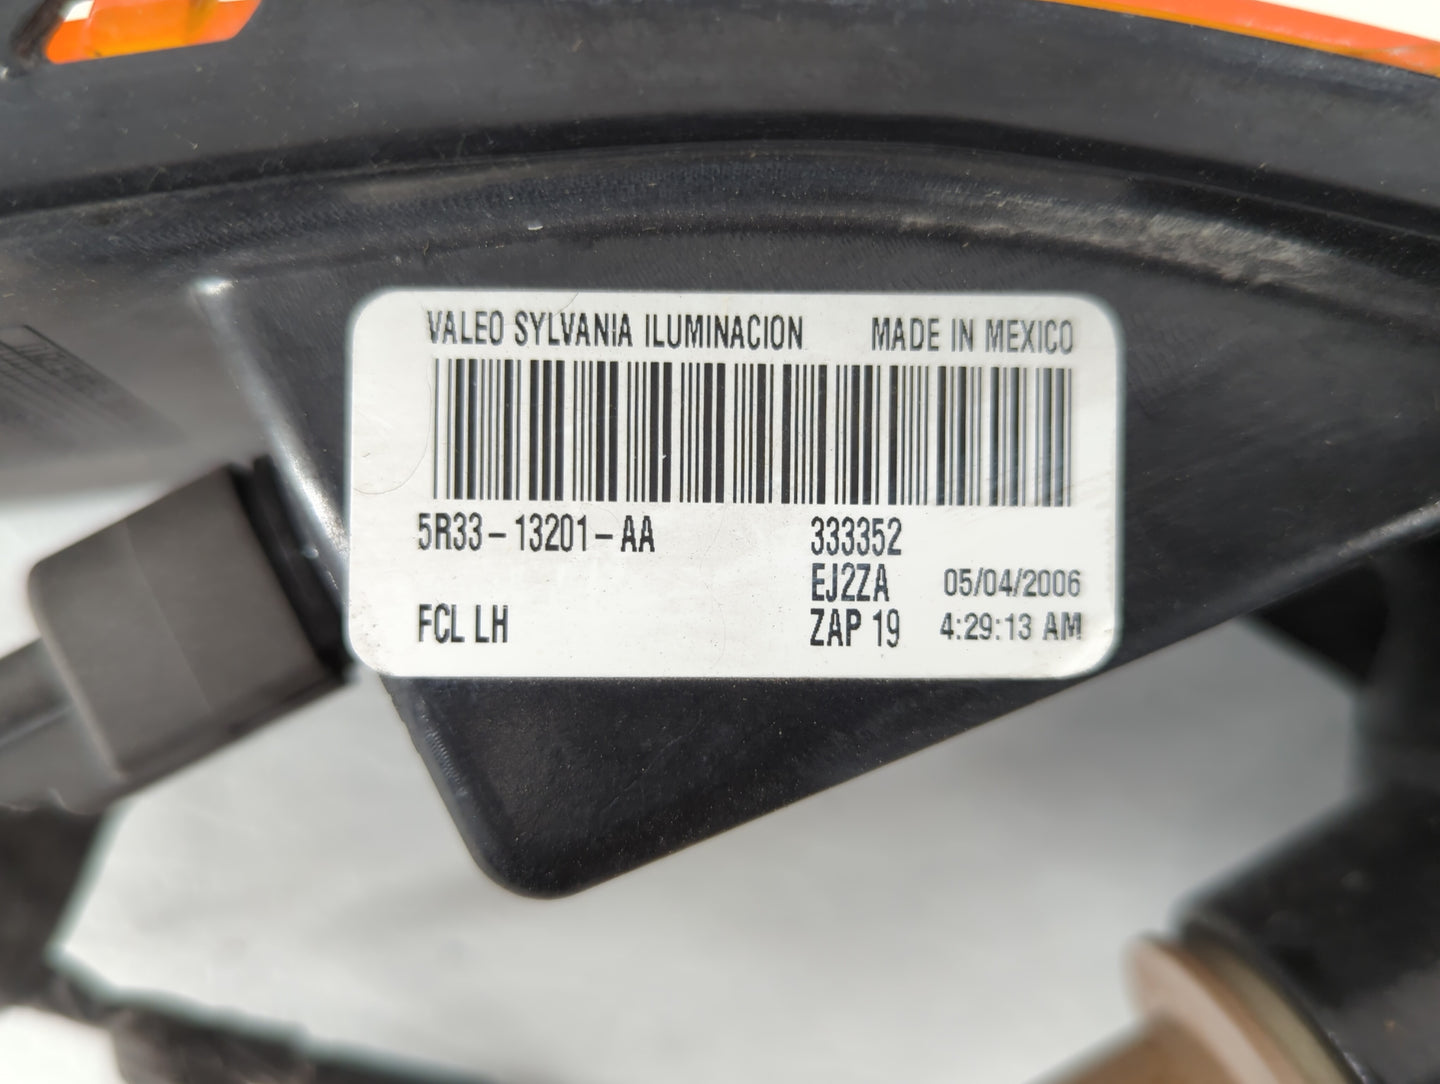 VALEO SYLVANIA ILUMINACION MADE IN MEXICO
5R33-13201-AA 333352
EJ2ZA 05/04/2006
FCL LH ZAP 19 4:29:13 AM